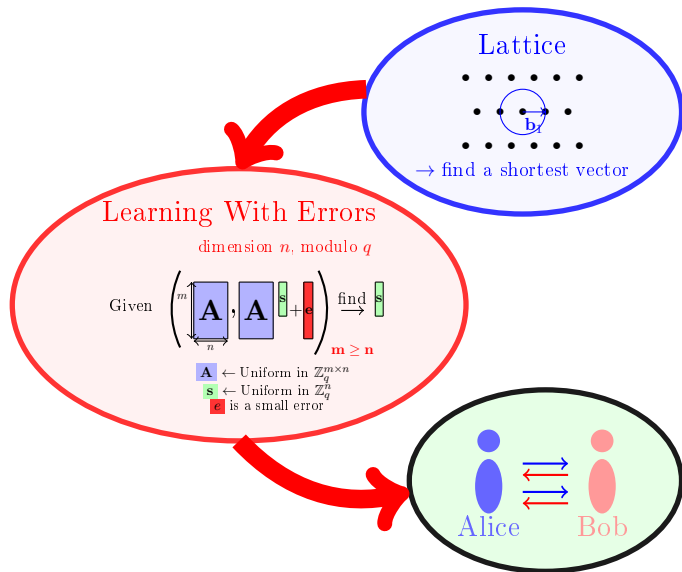 Lattice
b₁
→ find a shortest vector
Learning With Errors
dimension n, modulo q
Given ( A , A s + e ) find → s
m
n
m ≥ n
A ← Uniform in ℤ_q^{m×n}
s ← Uniform in ℤ_q^n
e is a small error
Alice Bob